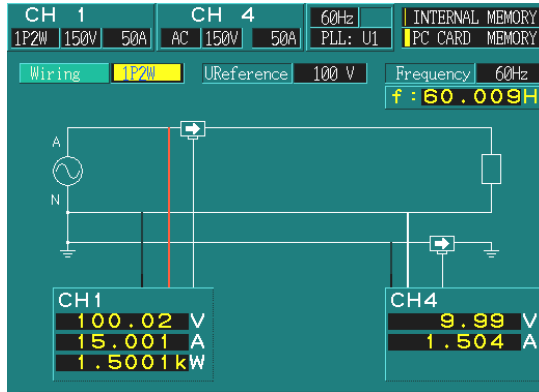 CH 1 CH 4 60Hz INTERNAL MEMORY
1P2W 150V 50A AC 150V 50A PLL: U1 PC CARD MEMORY
Wiring 1P2W UReference 100 V Frequency 60Hz
f:60.009H
A
N
CH1 CH4
100.02 V 9.99 V
15.001 A 1.504 A
1.5001kW